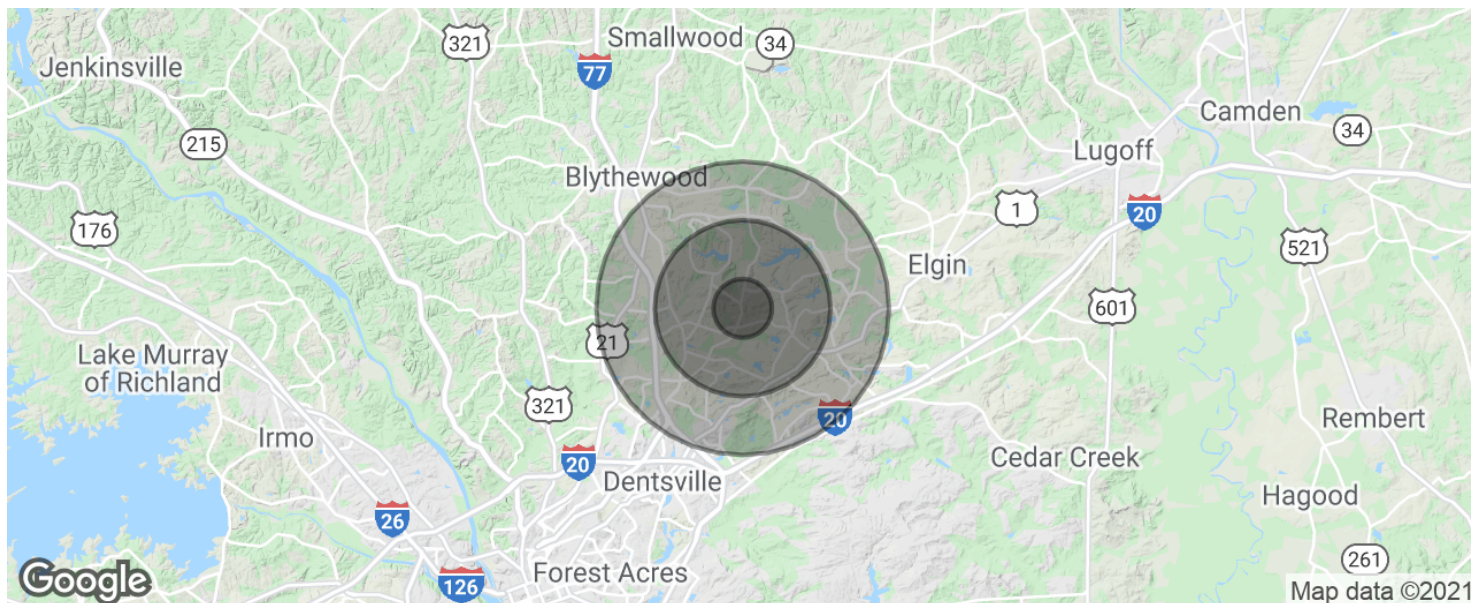 321
Smallwood
34
Jenkinsville
77
Camden
215
34
Lugoff
Blythewood
20
1
176
521
Elgin
601
21
Lake Murray
of Richland
321
20
Rembert
Irmo
20
Cedar Creek
Dentsville
Hagood
26
261
Forest Acres
Google
126
Map data ©2021